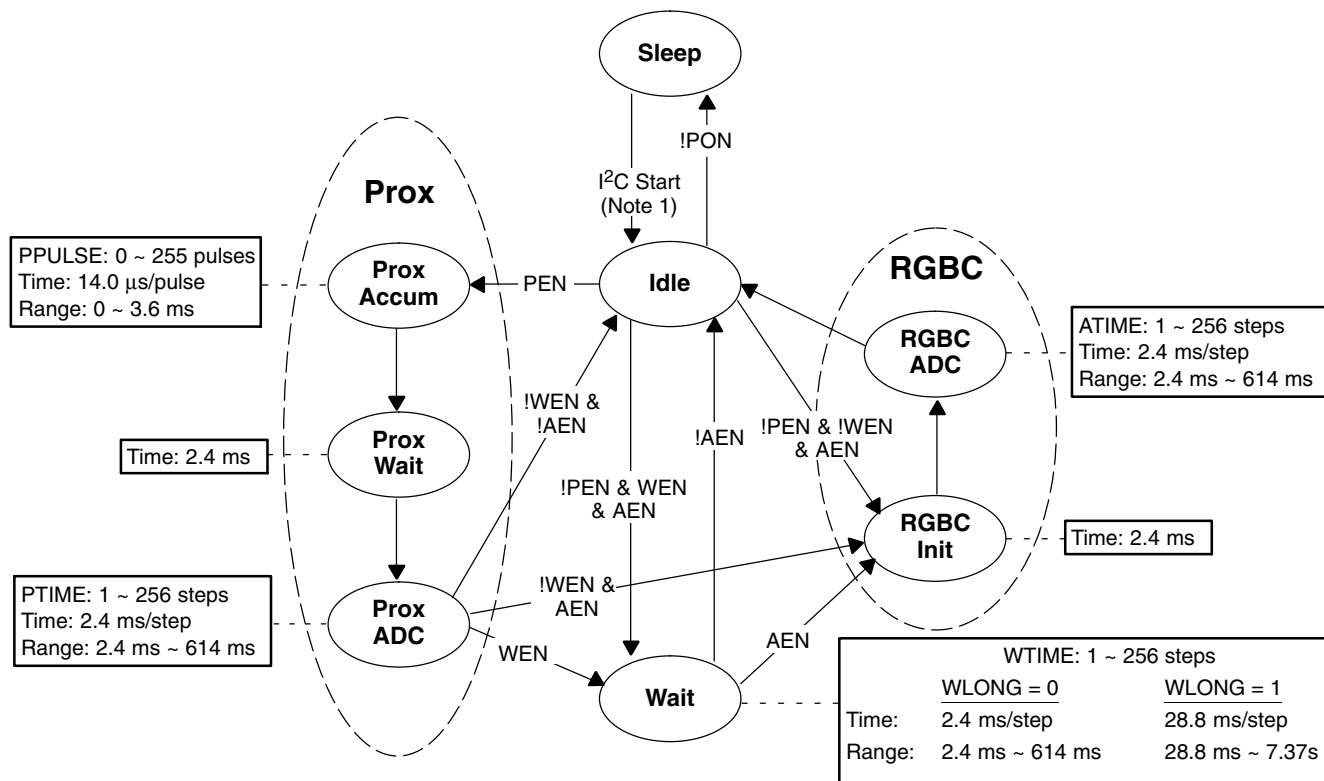 Sleep
!PON
I²C Start
(Note 1)
Prox
PPULSE: 0 ~ 255 pulses
Time: 14.0 μs/pulse
Range: 0 ~ 3.6 ms
Prox
Accum
PEN
Idle
RGBC
RGBC
ADC
ATIME: 1 ~ 256 steps
Time: 2.4 ms/step
Range: 2.4 ms ~ 614 ms
!WEN &
!AEN
!AEN
!PEN & !WEN
& AEN
Time: 2.4 ms
Prox
Wait
!PEN & WEN
& AEN
RGBC
Init
Time: 2.4 ms
PTIME: 1 ~ 256 steps
Time: 2.4 ms/step
Range: 2.4 ms ~ 614 ms
Prox
ADC
!WEN &
AEN
WEN
AEN
Wait
WTIME: 1 ~ 256 steps
WLONG = 0 WLONG = 1
Time: 2.4 ms/step 28.8 ms/step
Range: 2.4 ms ~ 614 ms 28.8 ms ~ 7.37s